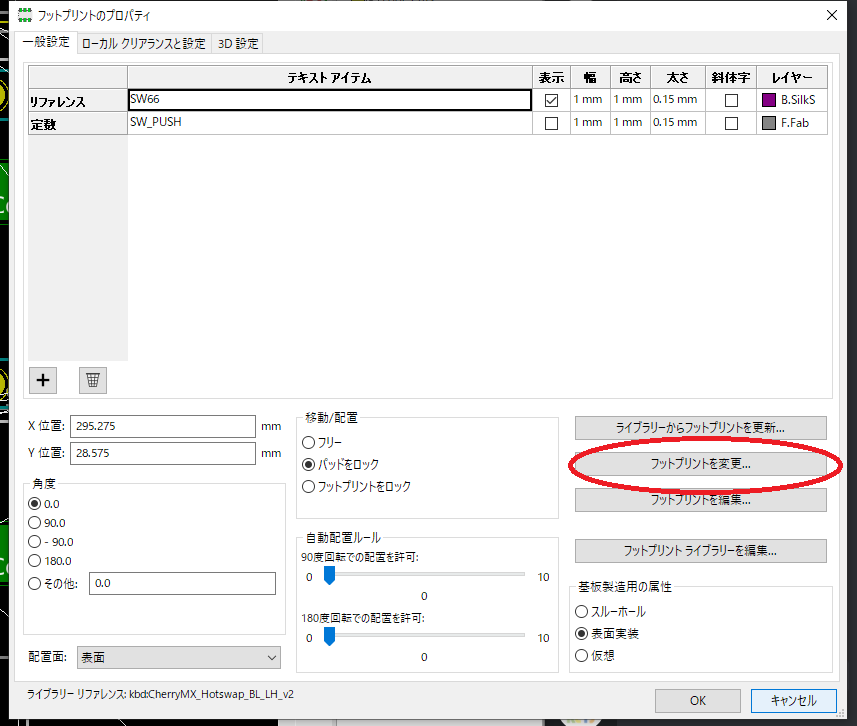 フットプリントのプロパティ
一般設定 ローカル クリアランスと設定 3D 設定
テキスト アイテム 表示 幅 高さ 太さ 斜体字 レイヤー
リファレンス SW66 1 mm 1 mm 0.15 mm B.SilkS
定数 SW_PUSH 1 mm 1 mm 0.15 mm F.Fab
X 位置: 295.275 mm
Y 位置: 28.575 mm
角度
0.0
90.0
- 90.0
180.0
その他: 0.0
配置面: 表面
移動/配置
フリー
パッドをロック
フットプリントをロック
自動配置ルール
90度回転での配置を許可:
0 10
0
180度回転での配置を許可:
0 10
0
ライブラリーからフットプリントを更新...
フットプリントを変更...
フットプリントを編集...
フットプリント ライブラリーを編集...
基板製造用の属性
スルーホール
表面実装
仮想
ライブラリー リファレンス: kbd:CherryMX_Hotswap_BL_LH_v2
OK キャンセル